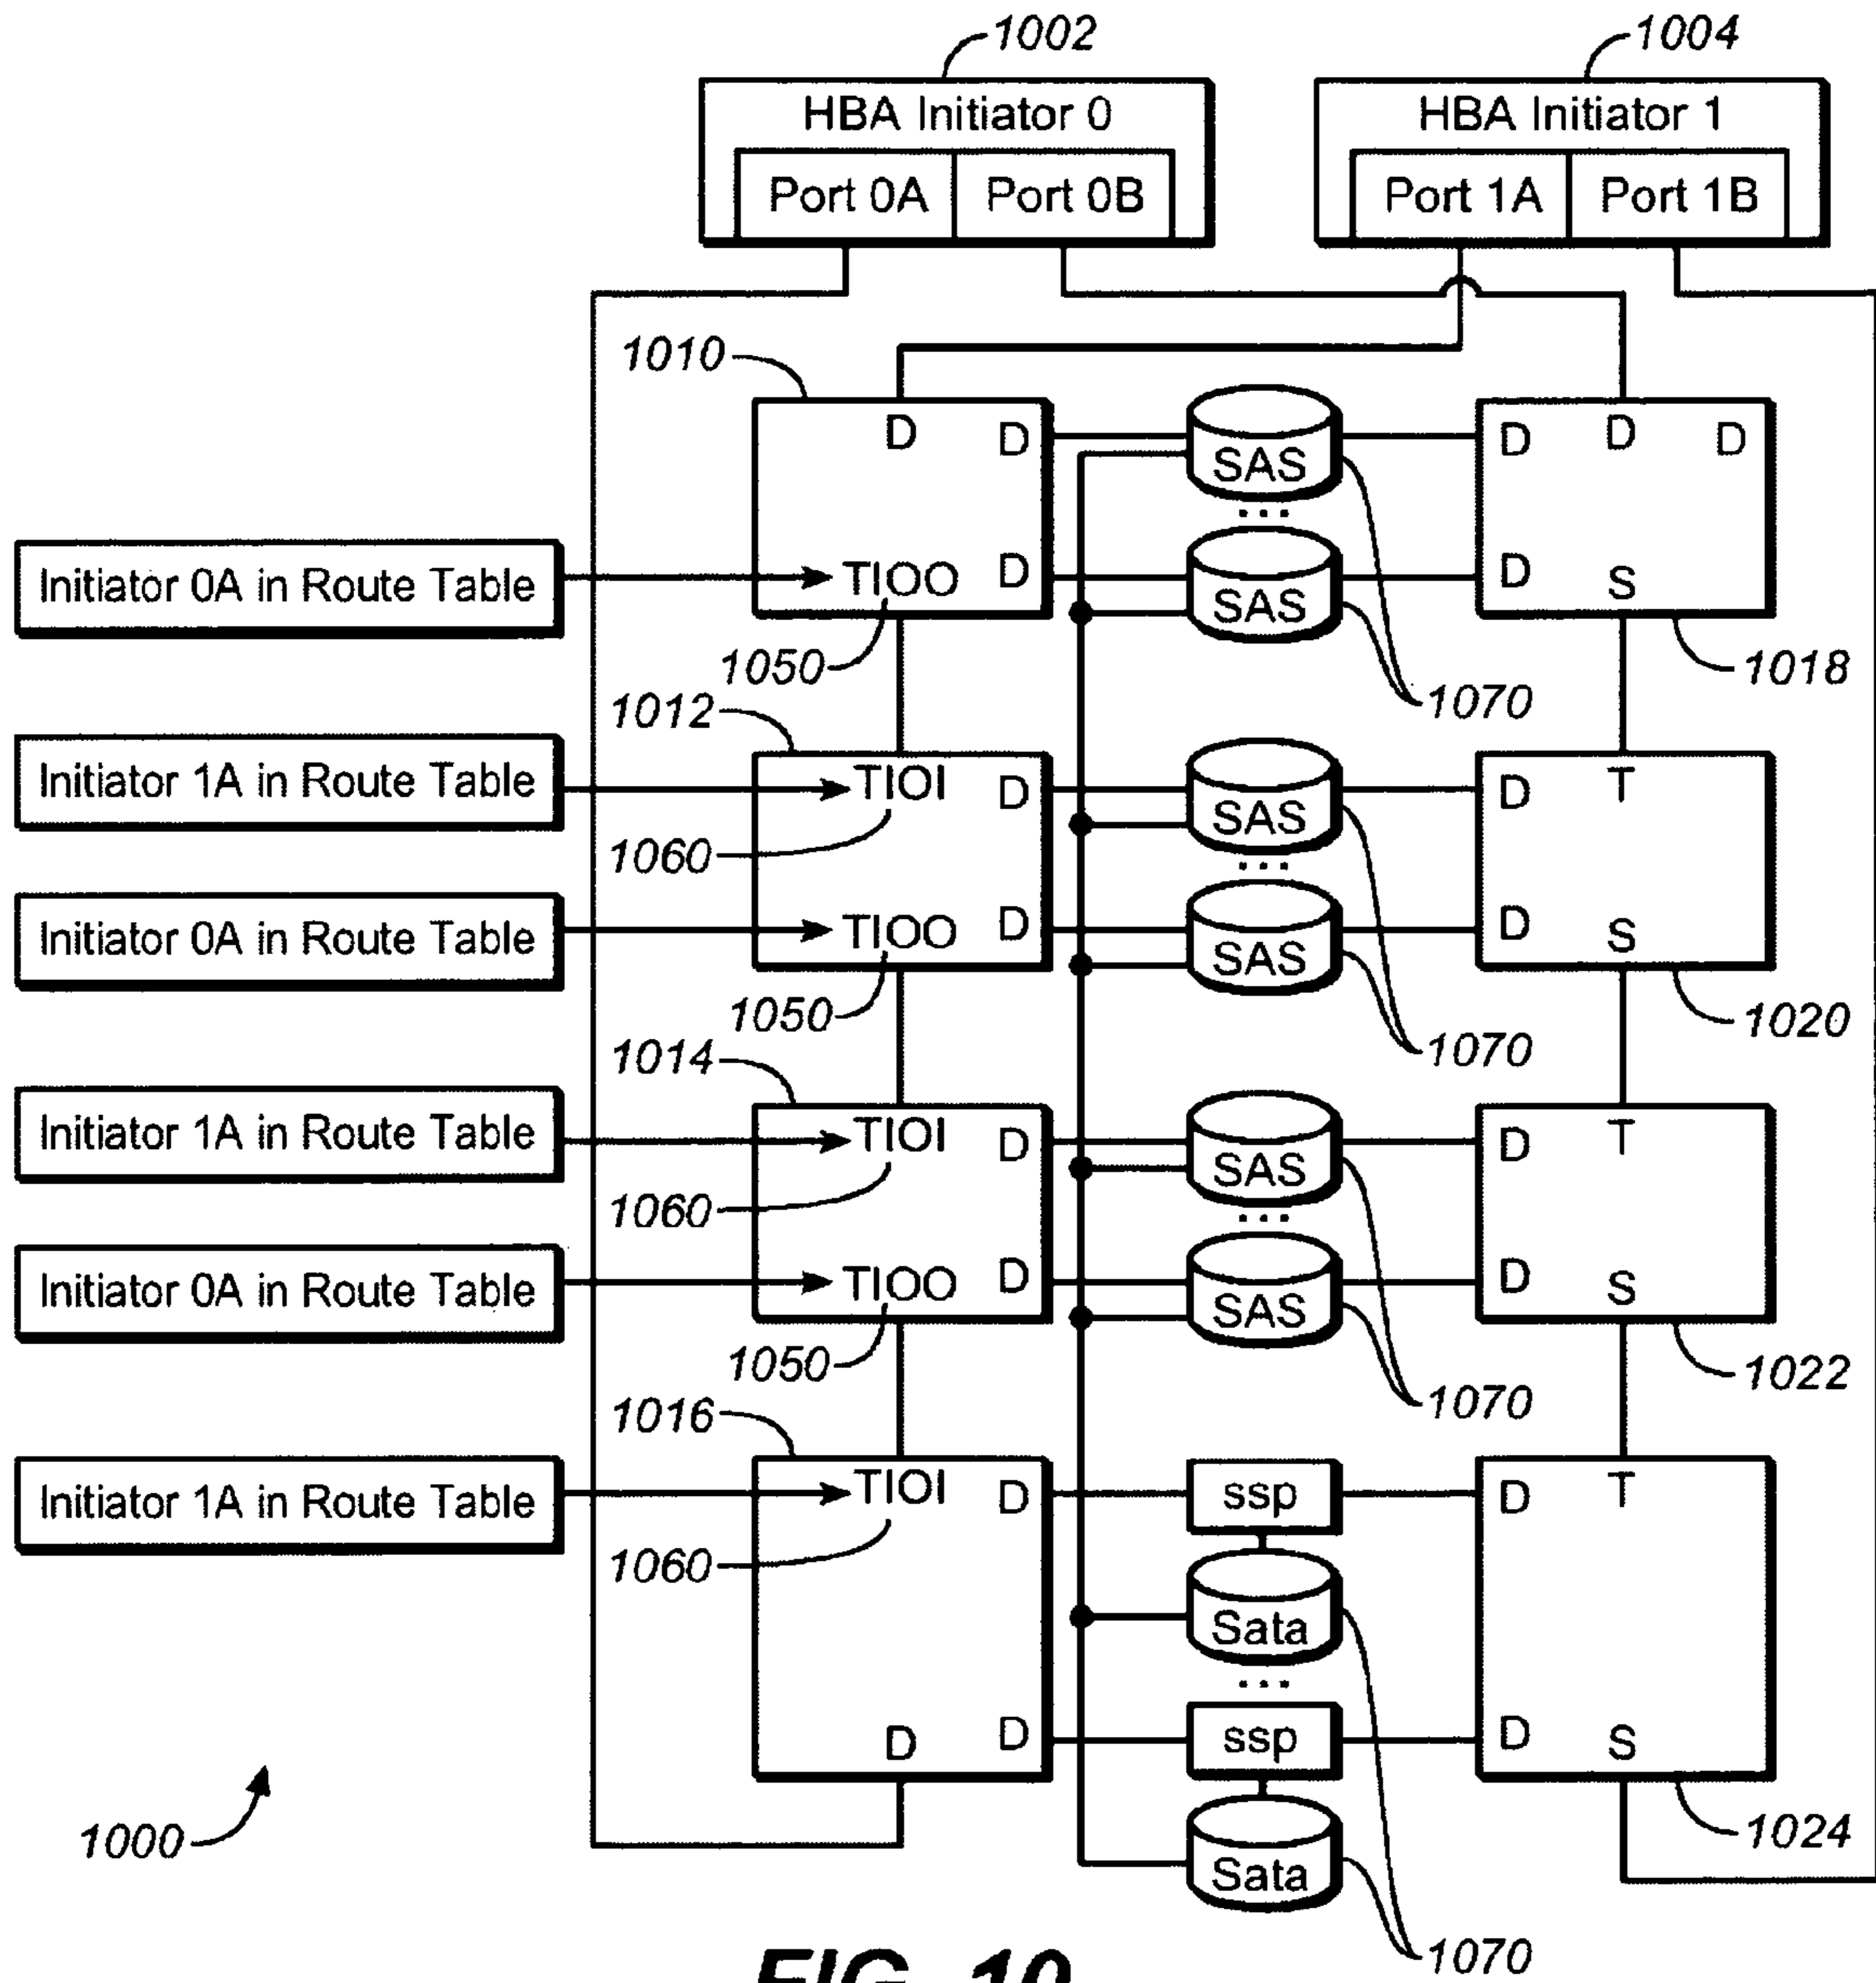 1002
1004
HBA Initiator 0
HBA Initiator 1
Port 0A
Port 0B
Port 1A
Port 1B
1010
D
D
SAS
D
D
D
...
Initiator 0A in Route Table
TIOO
D
SAS
D
S
1050
1018
1012
1070
Initiator 1A in Route Table
TIOI
D
SAS
D
T
1060
...
Initiator 0A in Route Table
TIOO
D
SAS
D
S
1050
1020
1014
1070
Initiator 1A in Route Table
TIOI
D
SAS
D
T
1060
...
Initiator 0A in Route Table
TIOO
D
SAS
D
S
1050
1022
1016
1070
Initiator 1A in Route Table
TIOI
D
ssp
D
T
1060
Sata
...
D
D
ssp
D
S
1000
Sata
1024
1070
FIG. 10